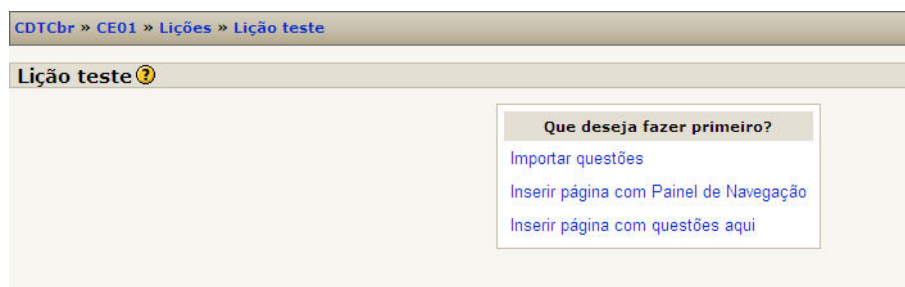 CDTCbr » CE01 » Lições » Lição teste
Lição teste ?
Que deseja fazer primeiro?
Importar questões
Inserir página com Painel de Navegação
Inserir página com questões aqui